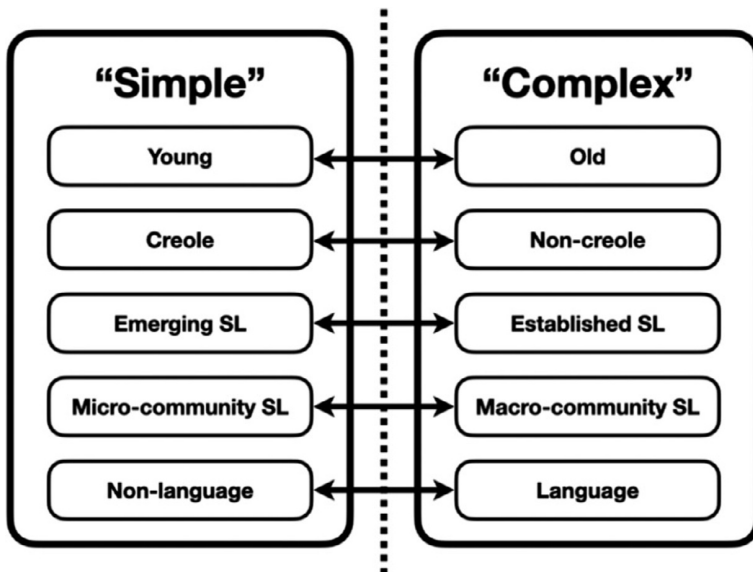 “Simple”
“Complex”
Young
Old
Creole
Non-creole
Emerging SL
Established SL
Micro-community SL
Macro-community SL
Non-language
Language